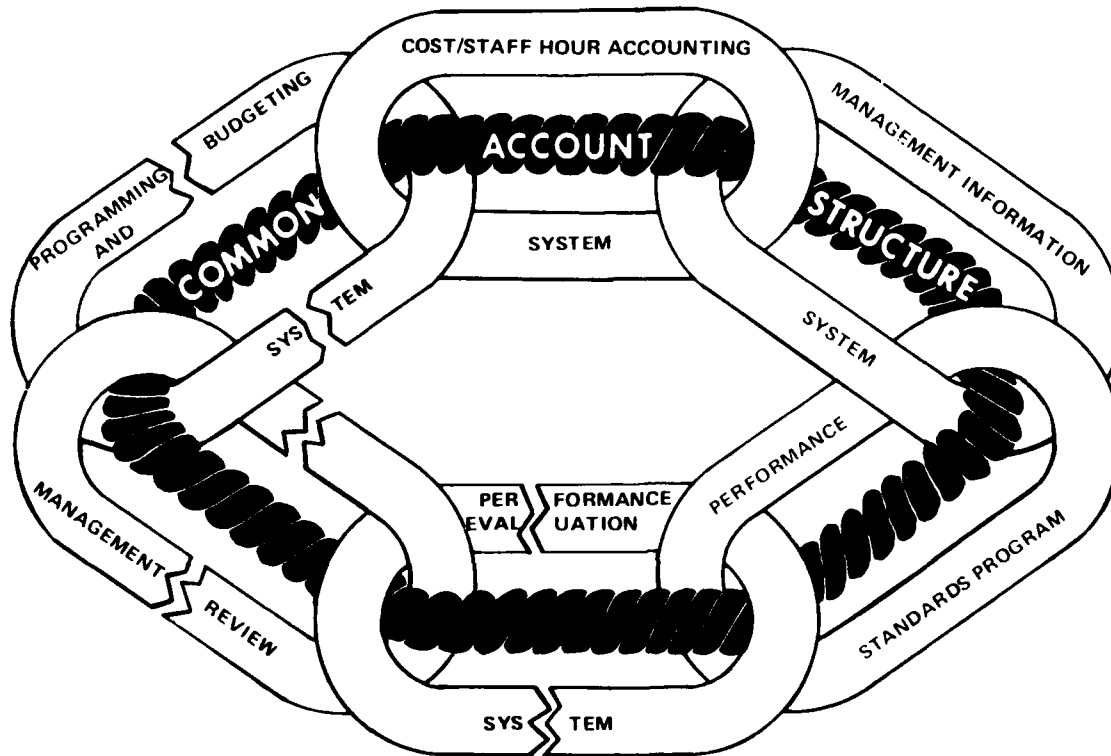 COST/STAFF HOUR ACCOUNTING
SYSTEM
PROGRAMMING
AND
BUDGETING
SYS TEM
COMMON
ACCOUNT
STRUCTURE
MANAGEMENT INFORMATION
SYSTEM
PERFORMANCE
STANDARDS PROGRAM
PER FORMANCE
EVAL UATION
SYS TEM
MANAGEMENT
REVIEW